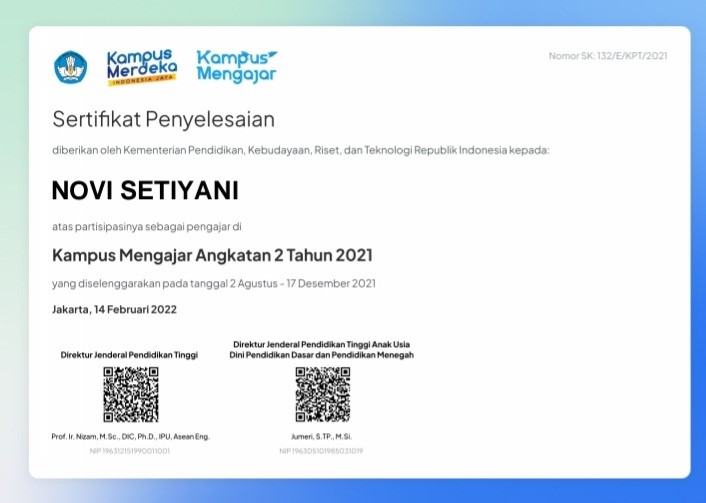 Kampus
Merdeka
INDONESIA JAYA
Kampus
Mengajar
Nomor SK: 132/E/KPT/2021
Sertifikat Penyelesaian
diberikan oleh Kementerian Pendidikan, Kebudayaan, Riset, dan Teknologi Republik Indonesia kepada:
NOVI SETIYANI
atas partisipasinya sebagai pengajar di
Kampus Mengajar Angkatan 2 Tahun 2021
yang diselenggarakan pada tanggal 2 Agustus - 17 Desember 2021
Jakarta, 14 Februari 2022
Direktur Jenderal Pendidikan Tinggi
Direktur Jenderal Pendidikan Tinggi Anak Usia
Dini Pendidikan Dasar dan Pendidikan Menegah
Prof. Ir. Nizam, M.Sc., DIC, Ph.D., IPU, Asean Eng.
NIP 196312151990011001
Jumeri, S.TP., M.Si.
NIP 196305101985031019